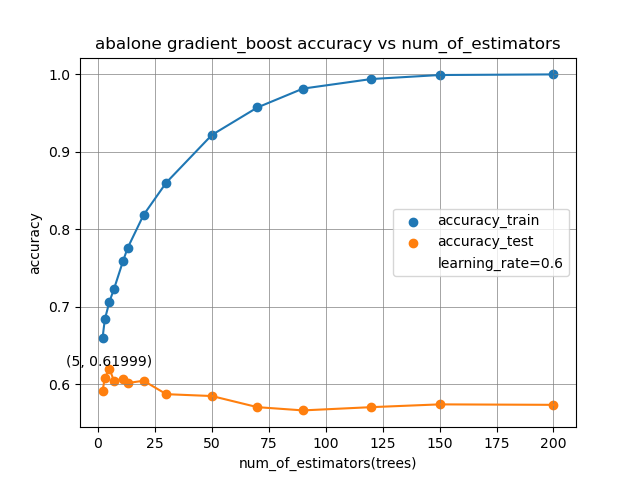 abalone gradient_boost accuracy vs num_of_estimators
1.0
0.9
0.8
0.7
0.6
accuracy
accuracy_train
accuracy_test
learning_rate=0.6
(5, 0.61999)
0 25 50 75 100 125 150 175 200
num_of_estimators(trees)